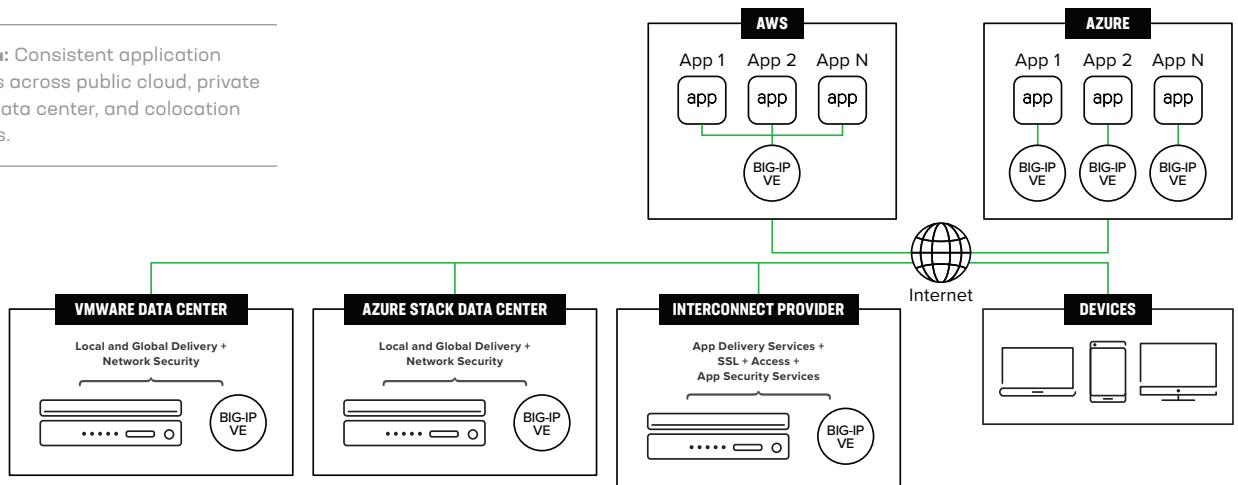 Consistent application
across public cloud, private
data center, and colocation
AWS
App 1 App 2 App N
app app app
BIG-IP
VE
AZURE
App 1 App 2 App N
app app app
BIG-IP BIG-IP BIG-IP
VE VE VE
Internet
VMWARE DATA CENTER
Local and Global Delivery +
Network Security
BIG-IP
VE
AZURE STACK DATA CENTER
Local and Global Delivery +
Network Security
BIG-IP
VE
INTERCONNECT PROVIDER
App Delivery Services +
SSL + Access +
App Security Services
BIG-IP
VE
DEVICES